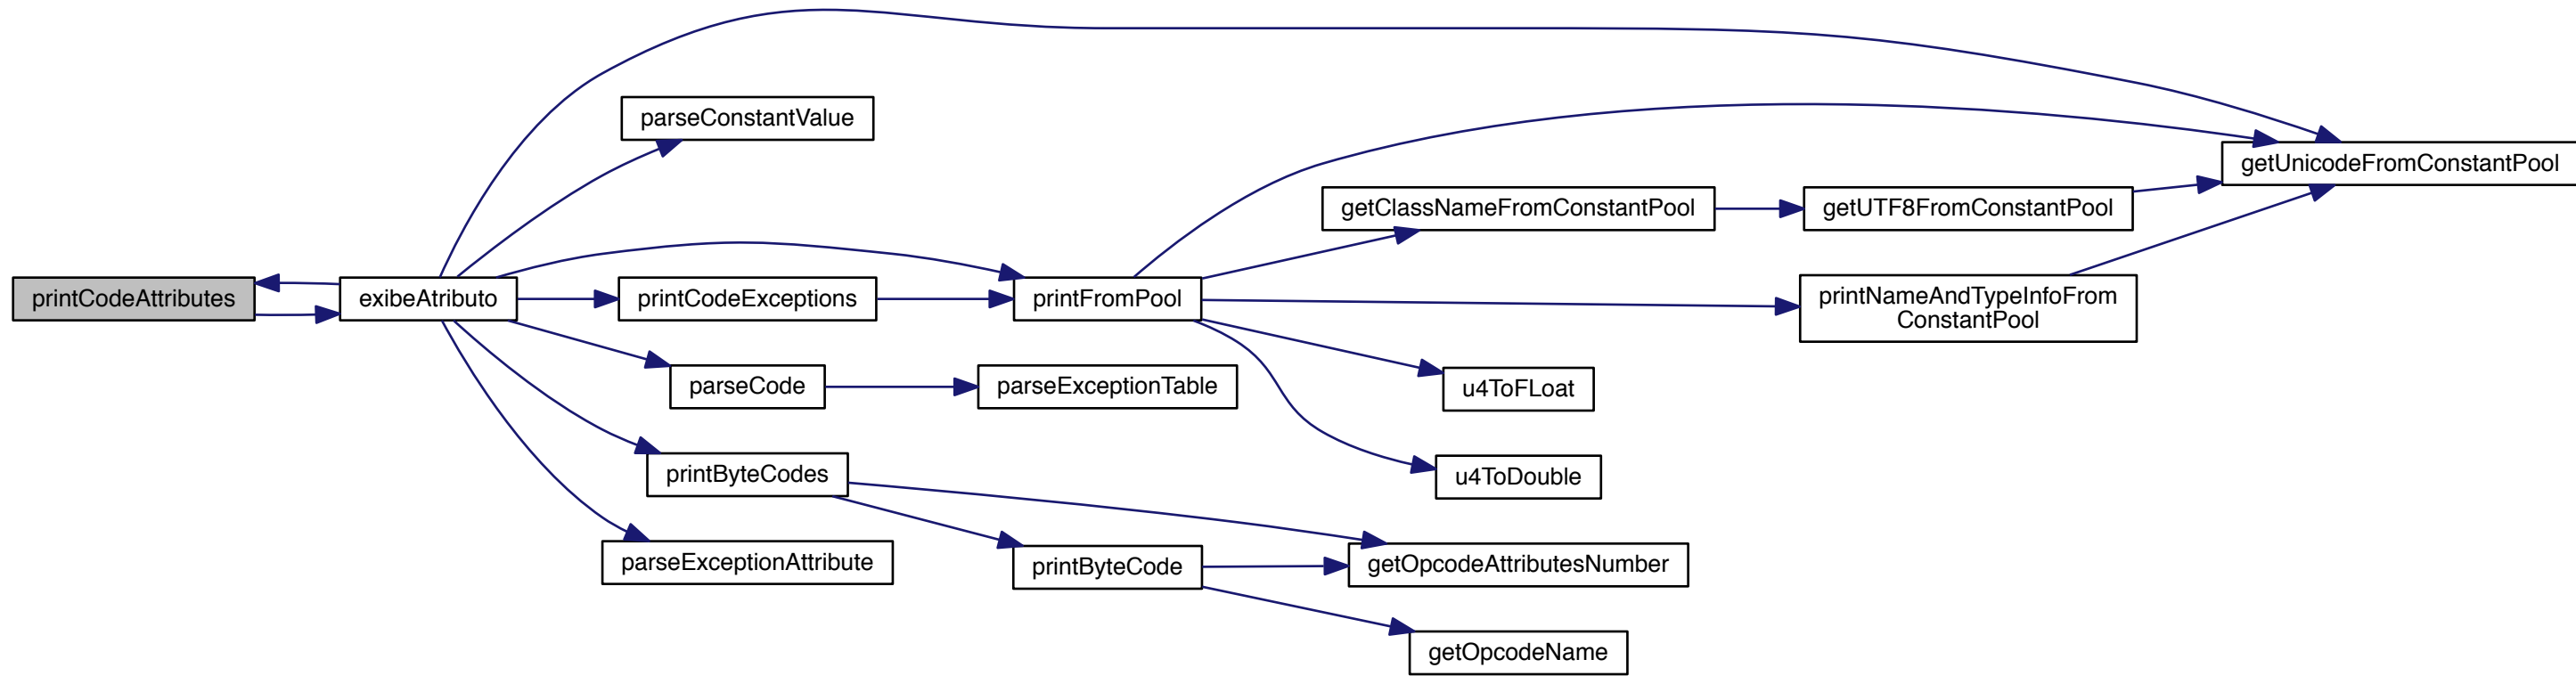 parseConstantValue
getUnicodeFromConstantPool
getClassNameFromConstantPool
getUTF8FromConstantPool
printCodeAttributes
exibeAtributo
printCodeExceptions
printFromPool
printNameAndTypeInfoFrom
ConstantPool
parseCode
parseExceptionTable
u4ToFLoat
printByteCodes
u4ToDouble
parseExceptionAttribute
printByteCode
getOpcodeAttributesNumber
getOpcodeName